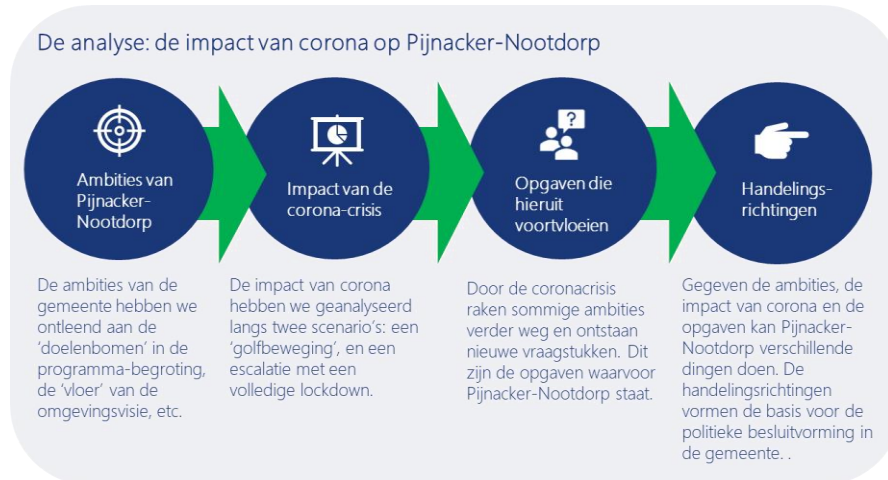 De analyse: de impact van corona op Pijnacker-Nootdorp
?
Ambities van
Pijnacker-
Nootdorp
Impact van de
corona-crisis
Opgaven die
hieruit
voortvloeien
Handelings-
richtingen
De ambities van de
gemeente hebben we
ontleend aan de
‘doelenbomen’ in de
programma-begroting,
de ‘vloer’ van de
omgevingsvisie, etc.
De impact van corona
hebben we geanalyseerd
langs twee scenario’s: een
‘golfbeweging’, en een
escalatie met een
volledige lockdown.
Door de coronacrisis
raken sommige ambities
verder weg en ontstaan
nieuwe vraagstukken. Dit
zijn de opgaven waarvoor
Pijnacker-Nootdorp staat.
Gegeven de ambities, de
impact van corona en de
opgaven kan Pijnacker-
Nootdorp verschillende
dingen doen. De
handelingsrichtingen
vormen de basis voor de
politieke besluitvorming in
de gemeente. .